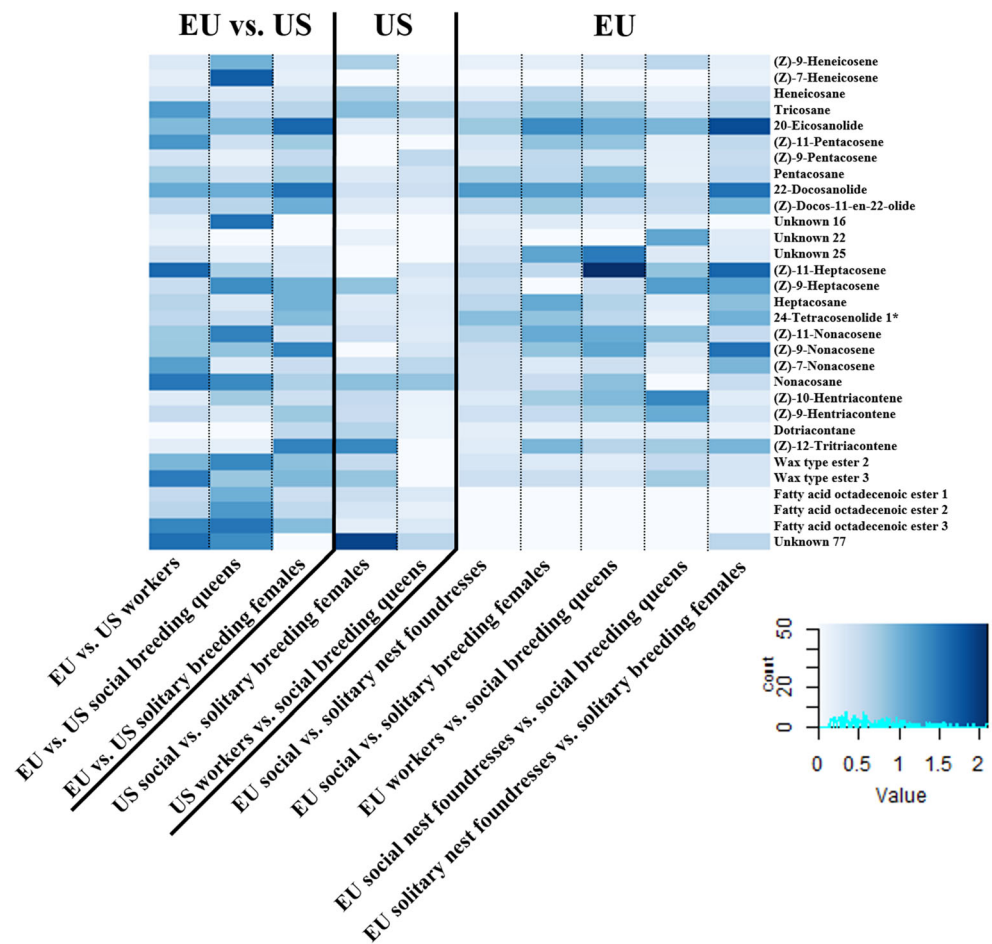 EU vs. US
US
EU
(Z)-9-Heneicosene
(Z)-7-Heneicosene
Heneicosane
Tricosane
20-Eicosanolide
(Z)-11-Pentacosene
(Z)-9-Pentacosene
Pentacosane
22-Docosanolide
(Z)-Docos-11-en-22-olide
Unknown 16
Unknown 22
Unknown 25
(Z)-11-Heptacosene
(Z)-9-Heptacosene
Heptacosane
24-Tetracosenolide 1*
(Z)-11-Nonacosene
(Z)-9-Nonacosene
(Z)-7-Nonacosene
Nonacosane
(Z)-10-Hentriacontene
(Z)-9-Hentriacontene
Dotriacontane
(Z)-12-Tritriacontene
Wax type ester 2
Wax type ester 3
Fatty acid octadecenoic ester 1
Fatty acid octadecenoic ester 2
Fatty acid octadecenoic ester 3
Unknown 77
EU vs. US workers
EU vs. US social breeding queens
EU vs. US solitary breeding females
US social vs. solitary breeding females
US workers vs. social breeding queens
EU social vs. solitary nest foundresses
EU social vs. solitary breeding females
EU workers vs. social breeding queens
EU social nest foundresses vs. social breeding queens
EU solitary nest foundresses vs. solitary breeding females
50
20
0
count
0 0.5 1 1.5 2
Value